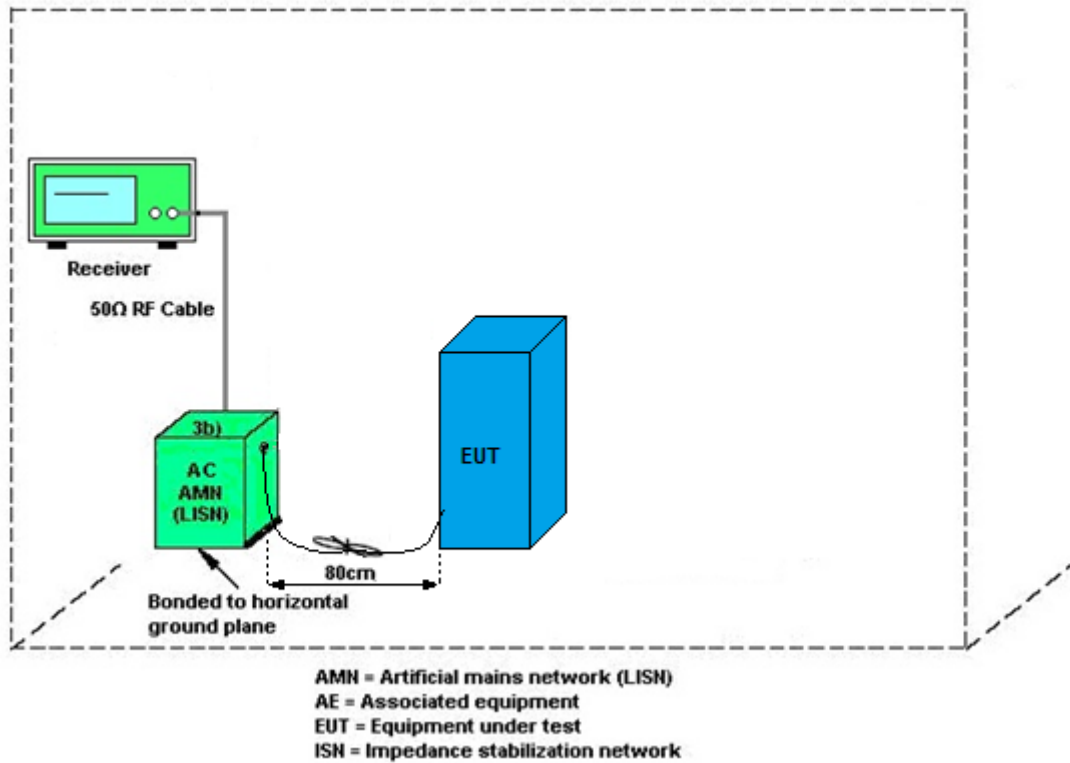 Receiver
50Ω RF Cable
3b)
AC
AMN
(LISN)
EUT
80cm
Bonded to horizontal
ground plane
AMN = Artificial mains network (LISN)
AE = Associated equipment
EUT = Equipment under test
ISN = Impedance stabilization network